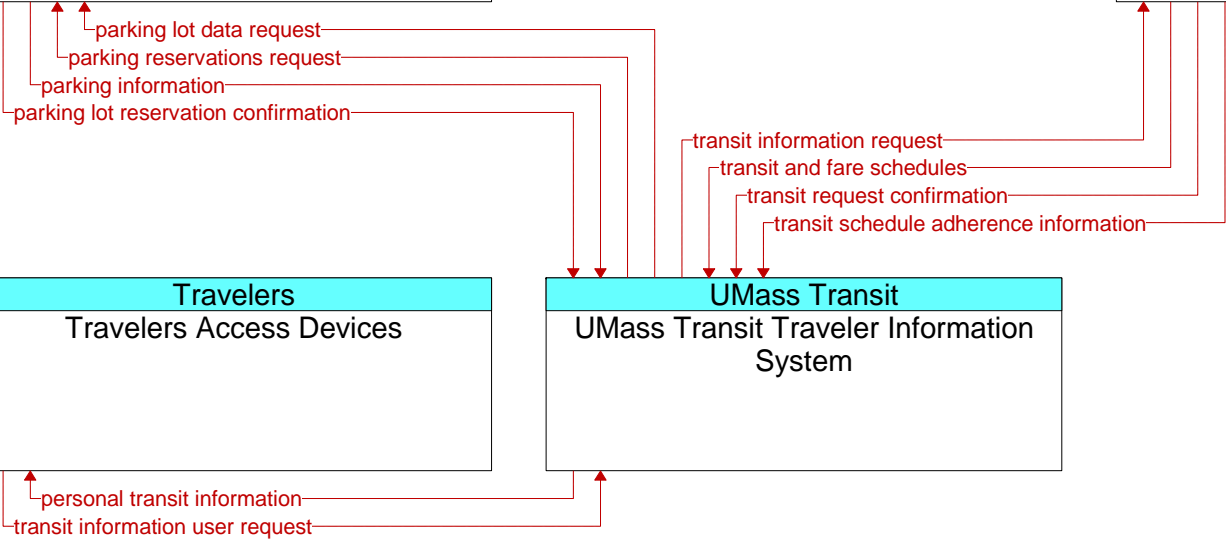 parking lot data request
parking reservations request
parking information
parking lot reservation confirmation
transit information request
transit and fare schedules
transit request confirmation
transit schedule adherence information
Travelers
Travelers Access Devices
UMass Transit
UMass Transit Traveler Information
System
personal transit information
transit information user request